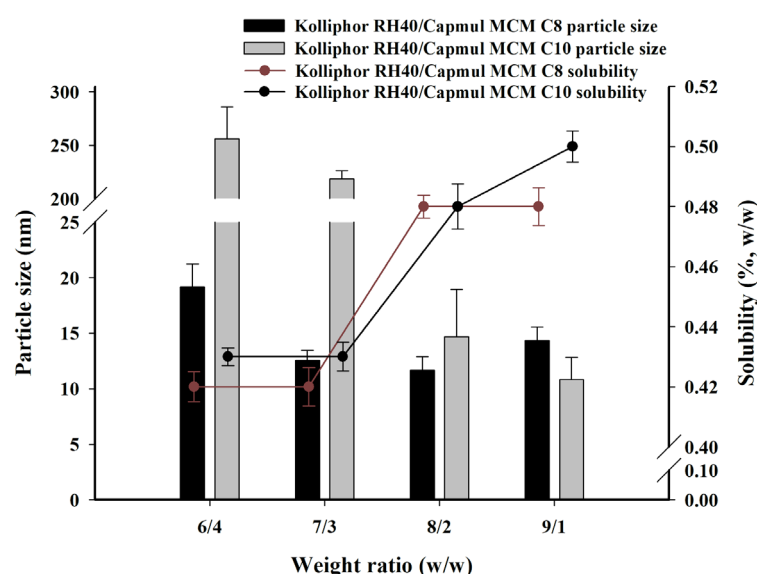 Kolliphor RH40/Capmul MCM C8 particle size
Kolliphor RH40/Capmul MCM C10 particle size
Kolliphor RH40/Capmul MCM C8 solubility
Kolliphor RH40/Capmul MCM C10 solubility
Particle size (nm)
300
250
200
25
20
15
10
5
0
0.52
0.50
0.48
0.46
0.44
0.42
0.40
0.10
0.00
Solubility (%, w/w)
6/4 7/3 8/2 9/1
Weight ratio (w/w)